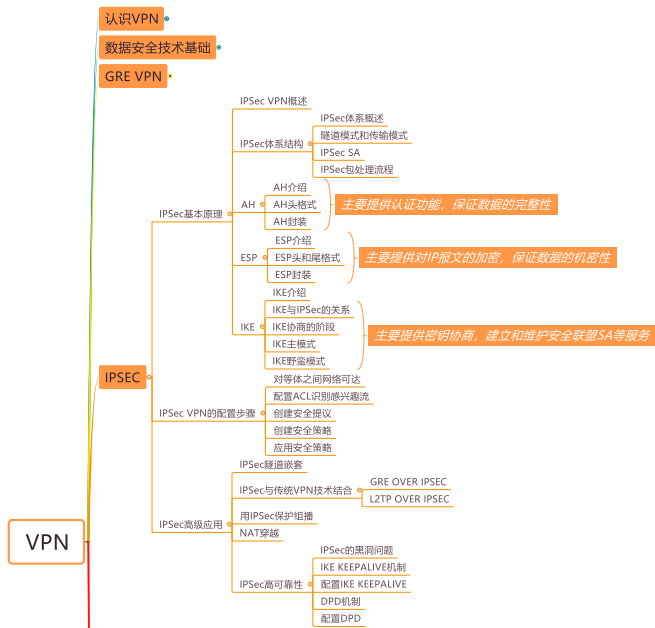 认识VPN
数据安全技术基础
GRE VPN
IPSec VPN概述
IPSec体系概述
隧道模式和传输模式
IPSec体系结构
IPSec SA
IPSec包处理流程
AH介绍
AH
AH头格式
主要提供认证功能，保证数据的完整性
IPSec基本原理
AH封装
ESP介绍
ESP
ESP头和尾格式
主要提供对IP报文的加密，保证数据的机密性
ESP封装
IKE介绍
IKE与IPSec的关系
IKE
IKE协商的阶段
主要提供密钥协商，建立和维护安全联盟SA等服务
IKE主模式
IKE野蛮模式
IPSEC
对等体之间网络可达
配置ACL识别感兴趣流
IPSec VPN的配置步骤
创建安全提议
创建安全策略
应用安全策略
IPSec隧道嵌套
GRE OVER IPSEC
IPSec与传统VPN技术结合
L2TP OVER IPSEC
用IPSec保护组播
IPSec高级应用
NAT穿越
VPN
IPSec的黑洞问题
IKE KEEPALIVE机制
IPSec高可靠性
配置IKE KEEPALIVE
DPD机制
配置DPD